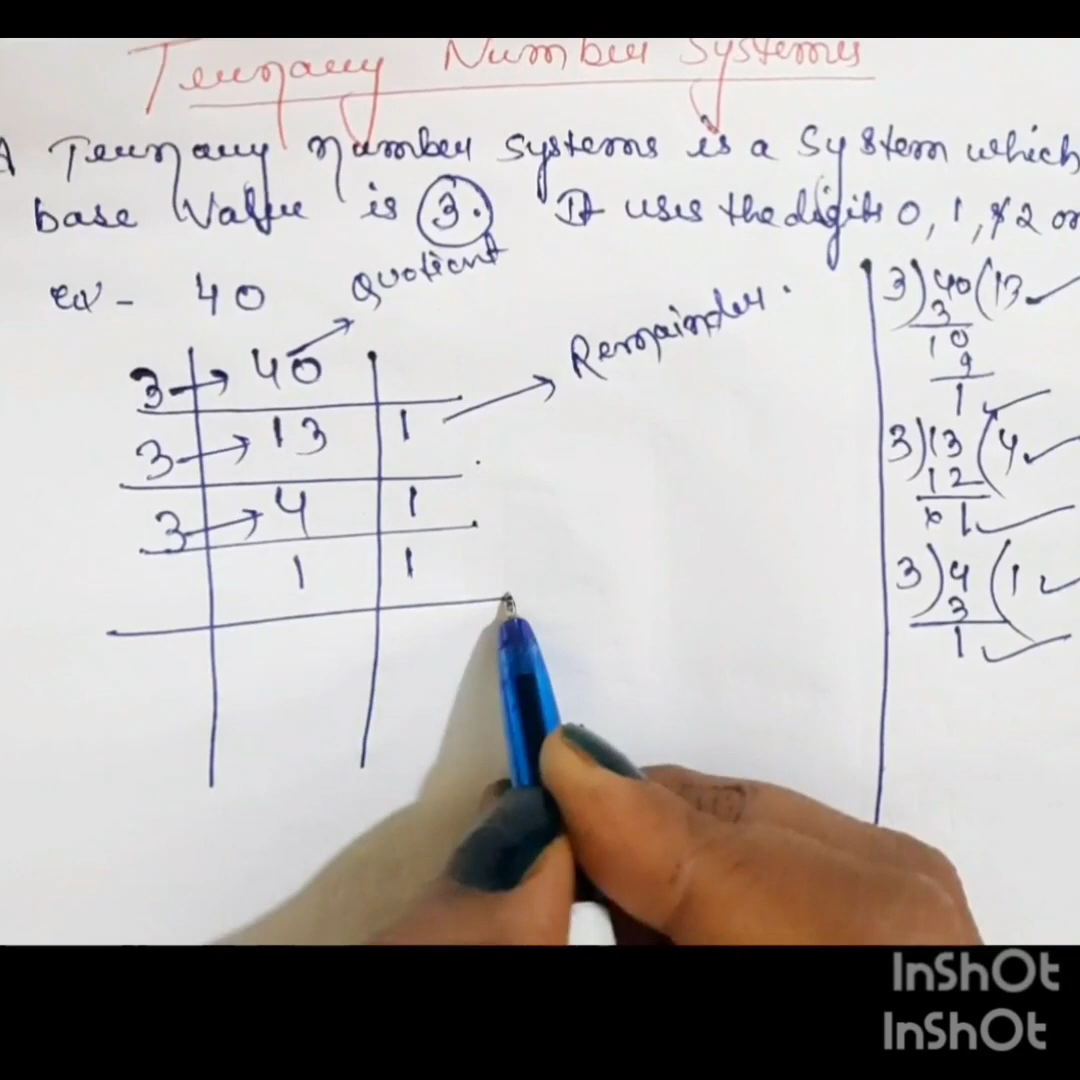 Ternary Number Systems
A Ternary number systems is a System which
base Value is 3. It uses the digits 0, 1, & 2 or
ex - 40
Quotient
Remainder.
3 → 40
3 → 13 1
3 → 4 1
1 1
3)40(13
3
10
9
1
3)13(4
12
x1
3)4(1
3
1
InShOt
InShOt